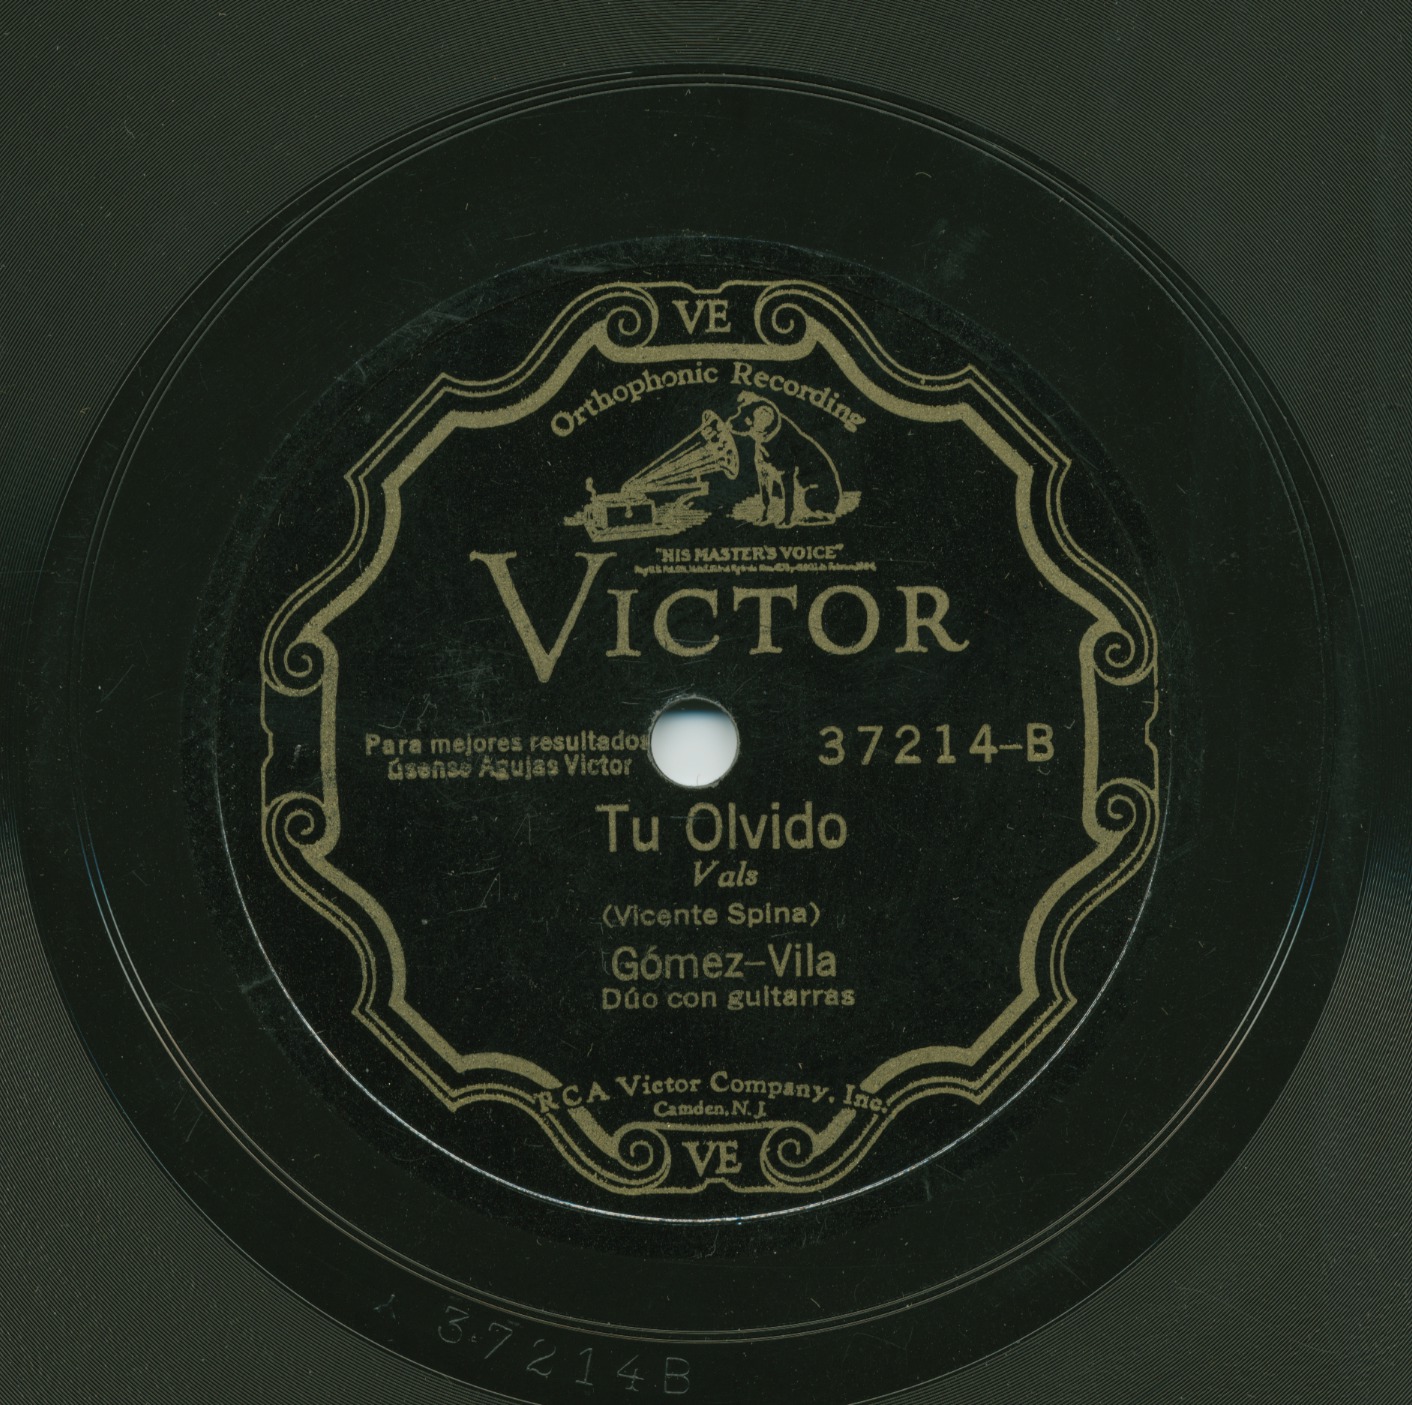 VE
Orthophonic Recording
"HIS MASTER'S VOICE"
VICTOR
Para mejores resultados
úsense Agujas Victor
37214-B
Tu Olvido
Vals
(Vicente Spina)
Gómez-Vila
Dúo con guitarras
RCA Victor Company, Inc.
Camden, N. J.
VE
37214B